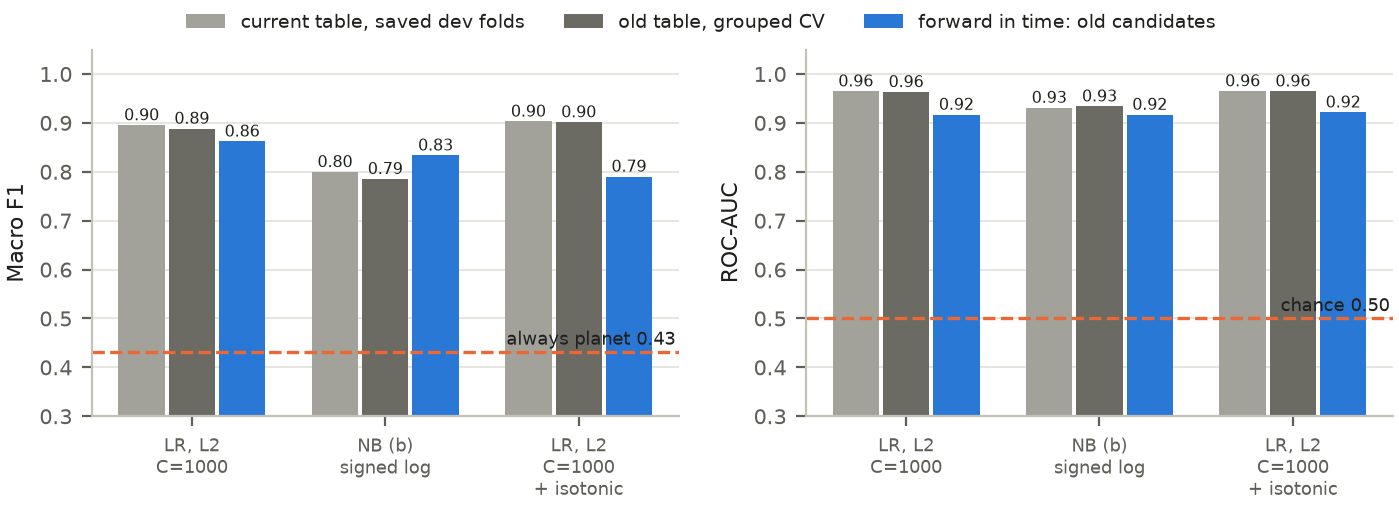 current table, saved dev folds
old table, grouped CV
forward in time: old candidates
Macro F1
1.0
0.9
0.8
0.7
0.6
0.5
0.4
0.3
0.90
0.89
0.86
0.80
0.79
0.83
0.90
0.90
0.79
always planet 0.43
LR, L2
C=1000
NB (b)
signed log
LR, L2
C=1000
+ isotonic
ROC-AUC
1.0
0.9
0.8
0.7
0.6
0.5
0.4
0.3
0.96
0.96
0.92
0.93
0.93
0.92
0.96
0.96
0.92
chance 0.50
LR, L2
C=1000
NB (b)
signed log
LR, L2
C=1000
+ isotonic